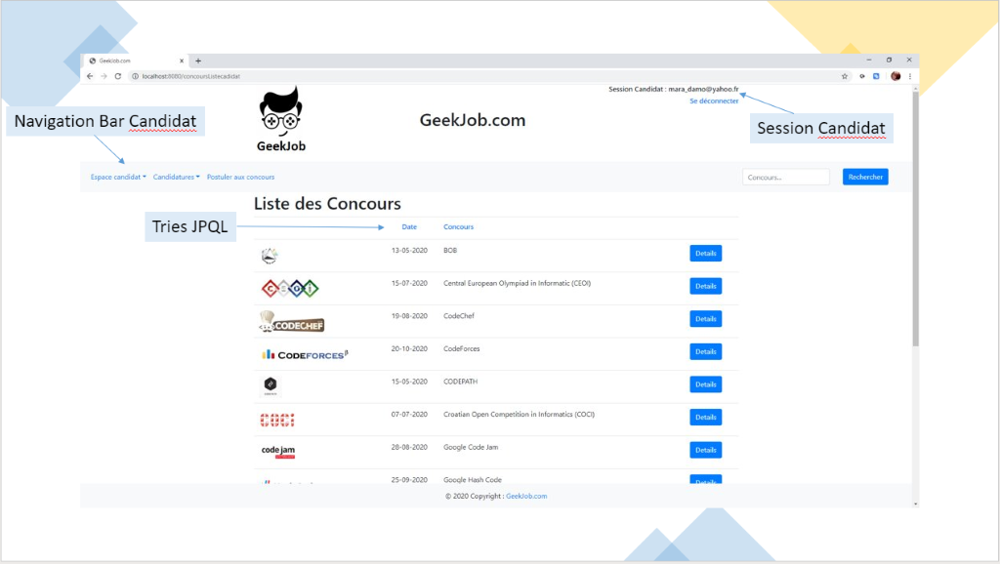 GeekJob.com
localhost:8080/concoursListecadidat
Session Candidat : mara_damo@yahoo.fr
Se déconnecter
GeekJob
GeekJob.com
Navigation Bar Candidat
Session Candidat
Espace candidat Candidatures Postuler aux concours
Concours... Rechercher
Liste des Concours
Tries JPQL
Date Concours
13-05-2020 BOB Details
CEOI 15-07-2020 Central European Olympiad in Informatic (CEOI) Details
CODECHEF 19-08-2020 CodeChef Details
CODEFORCES β 20-10-2020 CodeForces Details
15-05-2020 CODEPATH Details
COCI 07-07-2020 Croatian Open Competition in Informatics (COCI) Details
code jam 28-08-2020 Google Code Jam Details
25-09-2020 Google Hash Code Details
© 2020 Copyright : GeekJob.com